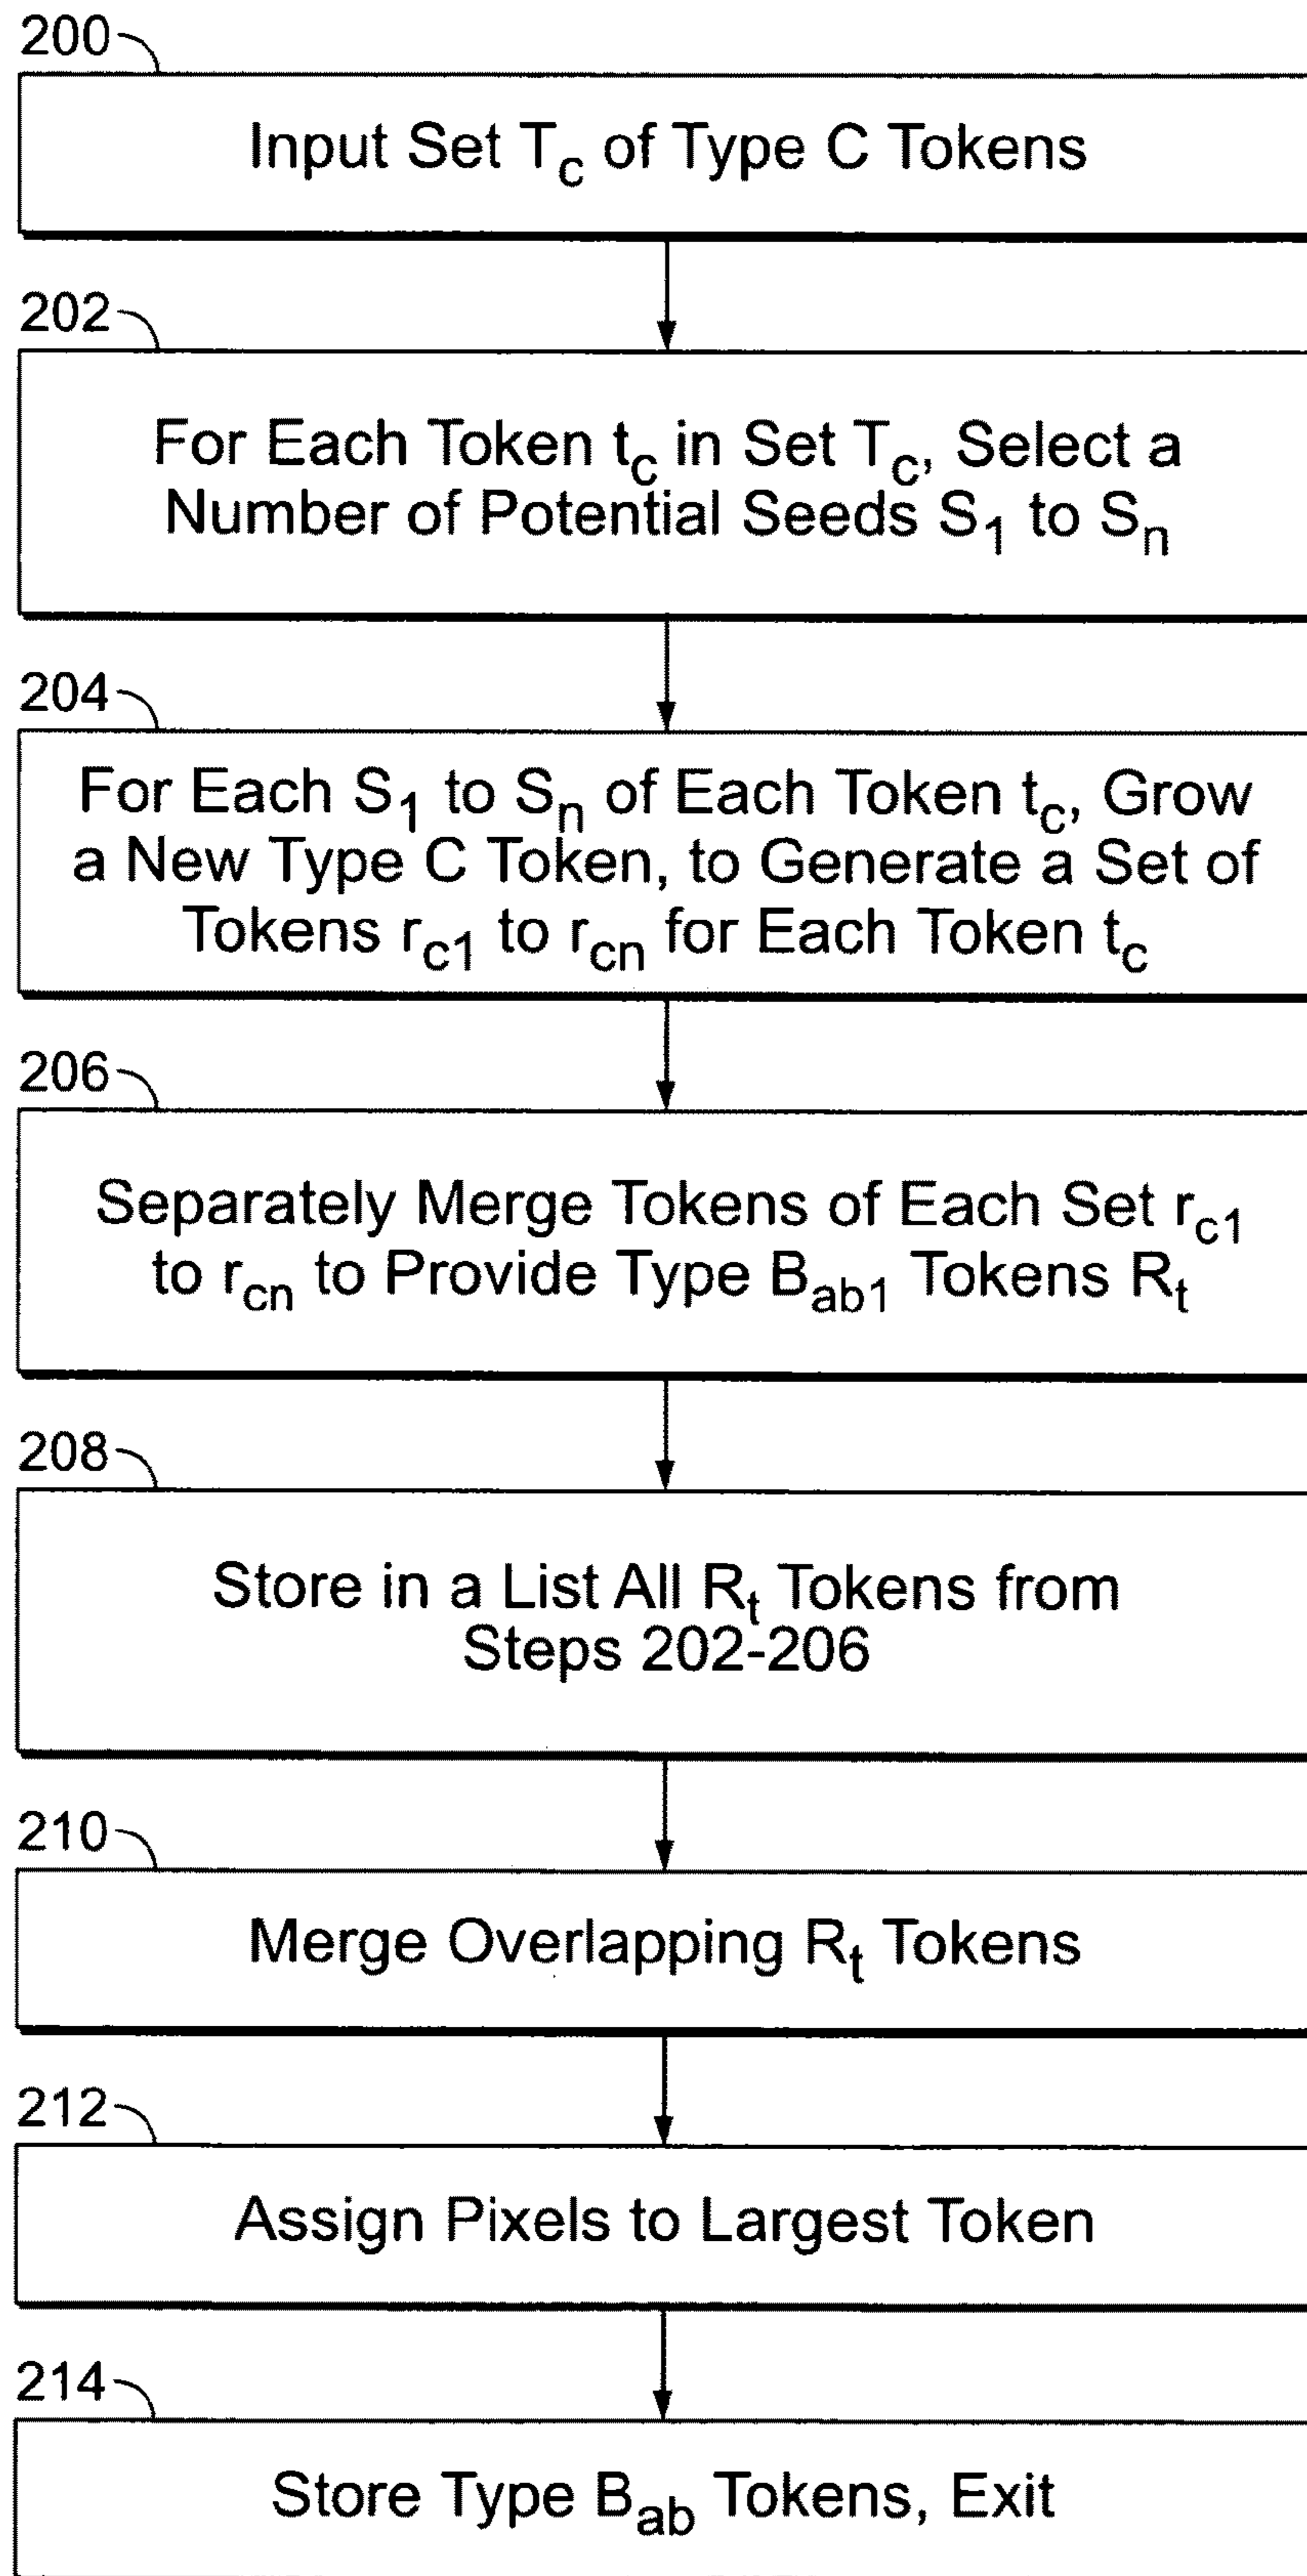 200
Input Set Tc of Type C Tokens
202
For Each Token tc in Set Tc, Select a
Number of Potential Seeds S1 to Sn
204
For Each S1 to Sn of Each Token tc, Grow
a New Type C Token, to Generate a Set of
Tokens rc1 to rcn for Each Token tc
206
Separately Merge Tokens of Each Set rc1
to rcn to Provide Type Bab1 Tokens Rt
208
Store in a List All Rt Tokens from
Steps 202-206
210
Merge Overlapping Rt Tokens
212
Assign Pixels to Largest Token
214
Store Type Bab Tokens, Exit